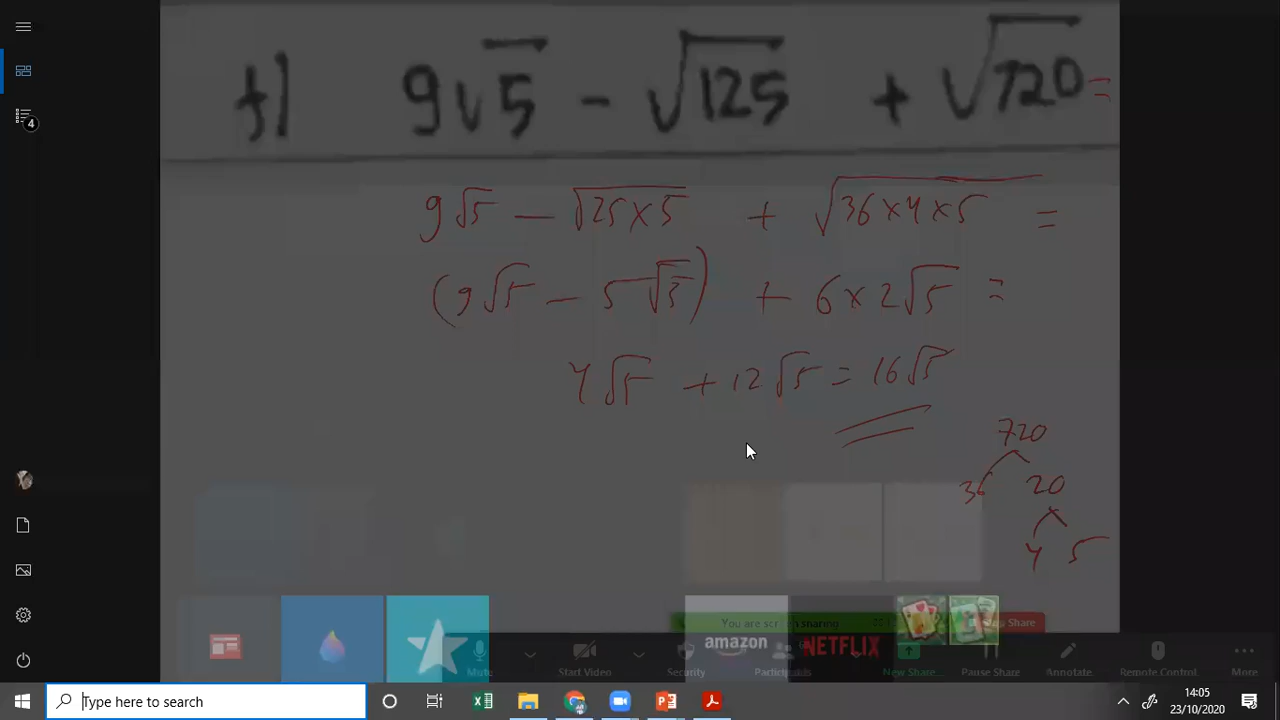 4
f) 9√5 - √125 + √720 =
9√5 - √25×5 + √36×4×5 =
(9√5 - 5√5) + 6×2√5 =
4√5 + 12√5 = 16√5
720
36 20
4 5
You are screen sharing
Stop Share
amazon
NETFLIX
Mute
Start Video
Security
Participants
New Share
Pause Share
Annotate
Remote Control
More
Type here to search
14:05
23/10/2020